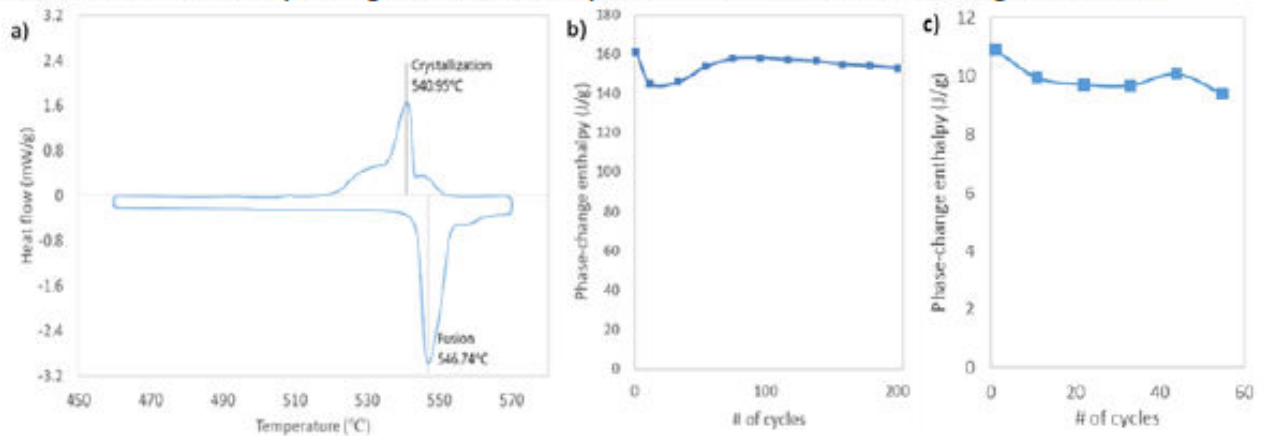 a)
3.2
2.4
1.6
0.8
0
-0.8
-1.6
-2.4
-3.2
Heat flow (mW/g)
Crystallization
540.95°C
Fusion
546.74°C
450 470 490 510 530 550 570
Temperature (°C)
b)
180
160
140
120
100
80
60
40
20
0
Phase-change enthalpy (J/g)
0 100 200
# of cycles
c)
12
10
8
6
4
2
0
Phase-change enthalpy (J/g)
0 20 40 60
# of cycles